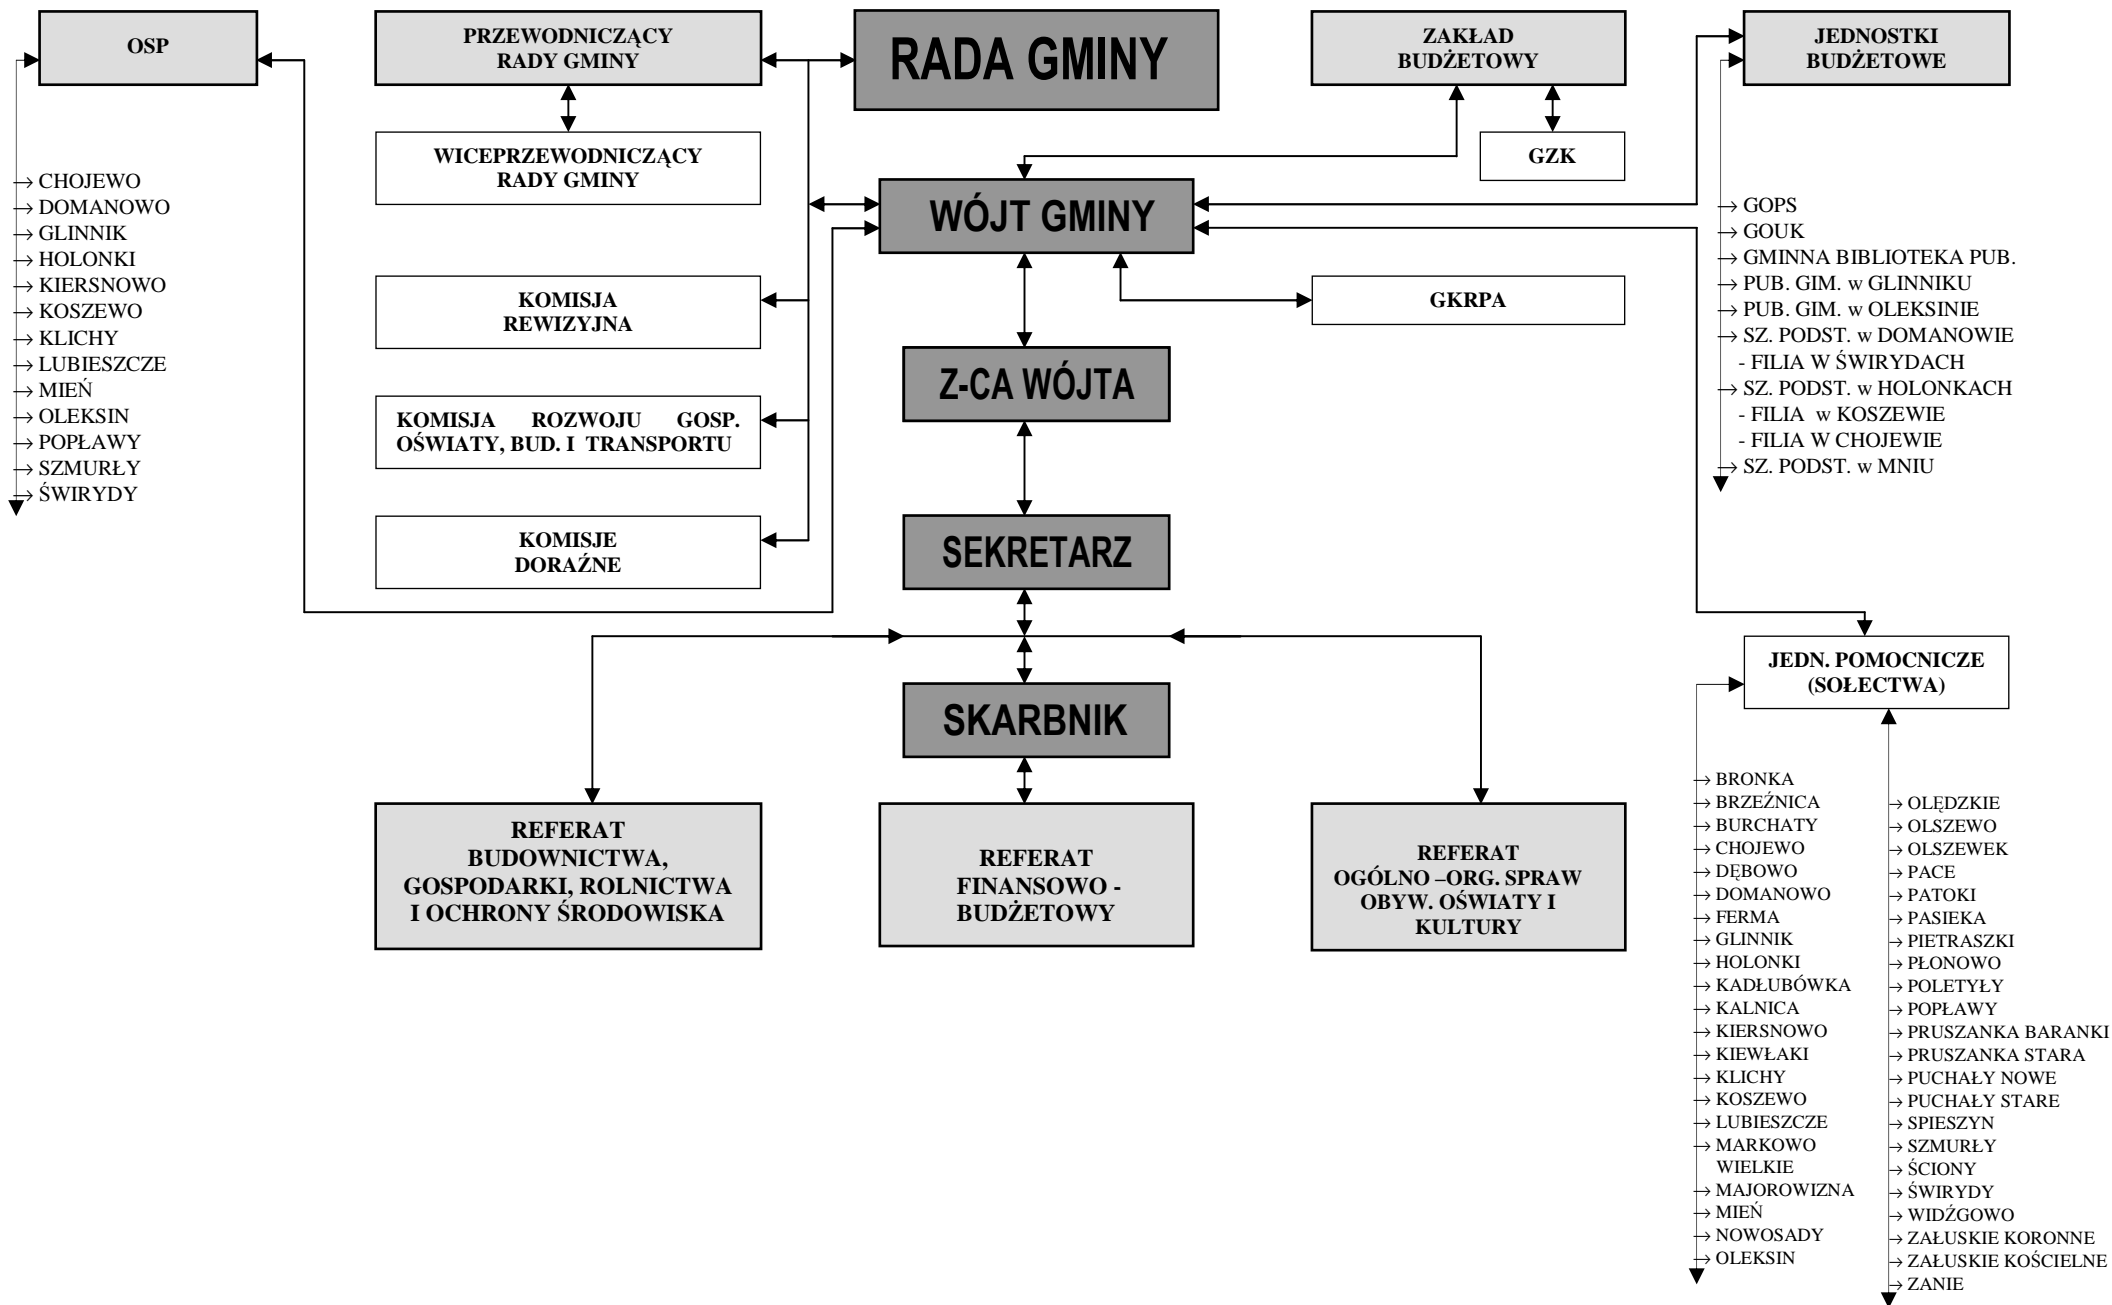 OSP
→ CHOJEWO
→ DOMANOWO
→ GLINNIK
→ HOLONKI
→ KIERSNOWO
→ KOSZEWO
→ KLICHY
→ LUBIESZCZE
→ MIEŃ
→ OLEKSIN
→ POPŁAWY
→ SZMURŁY
→ ŚWIRYDY
PRZEWODNICZĄCY
RADY GMINY
WICEPRZEWODNICZĄCY
RADY GMINY
KOMISJA
REWIZYJNA
KOMISJA ROZWOJU GOSP.
OŚWIATY, BUD. I TRANSPORTU
KOMISJE
DORAŹNE
RADA GMINY
WÓJT GMINY
Z-CA WÓJTA
SEKRETARZ
SKARBNIK
ZAKŁAD
BUDŻETOWY
GZK
GKRPA
JEDNOSTKI
BUDŻETOWE
→ GOPS
→ GOUK
→ GMINNA BIBLIOTEKA PUB.
→ PUB. GIM. w GLINNIKU
→ PUB. GIM. w OLEKSINIE
→ SZ. PODST. w DOMANOWIE
- FILIA W ŚWIRYDACH
→ SZ. PODST. w HOLONKACH
- FILIA w KOSZEWIE
- FILIA W CHOJEWIE
→ SZ. PODST. w MNIU
REFERAT
BUDOWNICTWA,
GOSPODARKI, ROLNICTWA
I OCHRONY ŚRODOWISKA
REFERAT
FINANSOWO -
BUDŻETOWY
REFERAT
OGÓLNO –ORG. SPRAW
OBYW. OŚWIATY I
KULTURY
JEDN. POMOCNICZE
(SOŁECTWA)
→ BRONKA
→ BRZEŹNICA
→ BURCHATY
→ CHOJEWO
→ DĘBOWO
→ DOMANOWO
→ FERMA
→ GLINNIK
→ HOLONKI
→ KADŁUBÓWKA
→ KALNICA
→ KIERSNOWO
→ KIEWŁAKI
→ KLICHY
→ KOSZEWO
→ LUBIESZCZE
→ MARKOWO
WIELKIE
→ MAJOROWIZNA
→ MIEŃ
→ NOWOSADY
→ OLEKSIN
→ OLĘDZKIE
→ OLSZEWO
→ OLSZEWEK
→ PACE
→ PATOKI
→ PASIEKA
→ PIETRASZKI
→ PŁONOWO
→ POLETYŁY
→ POPŁAWY
→ PRUSZANKA BARANKI
→ PRUSZANKA STARA
→ PUCHAŁY NOWE
→ PUCHAŁY STARE
→ SPIESZYN
→ SZMURŁY
→ ŚCIONY
→ ŚWIRYDY
→ WIDŹGOWO
→ ZAŁUSKIE KORONNE
→ ZAŁUSKIE KOŚCIELNE
→ ZANIE